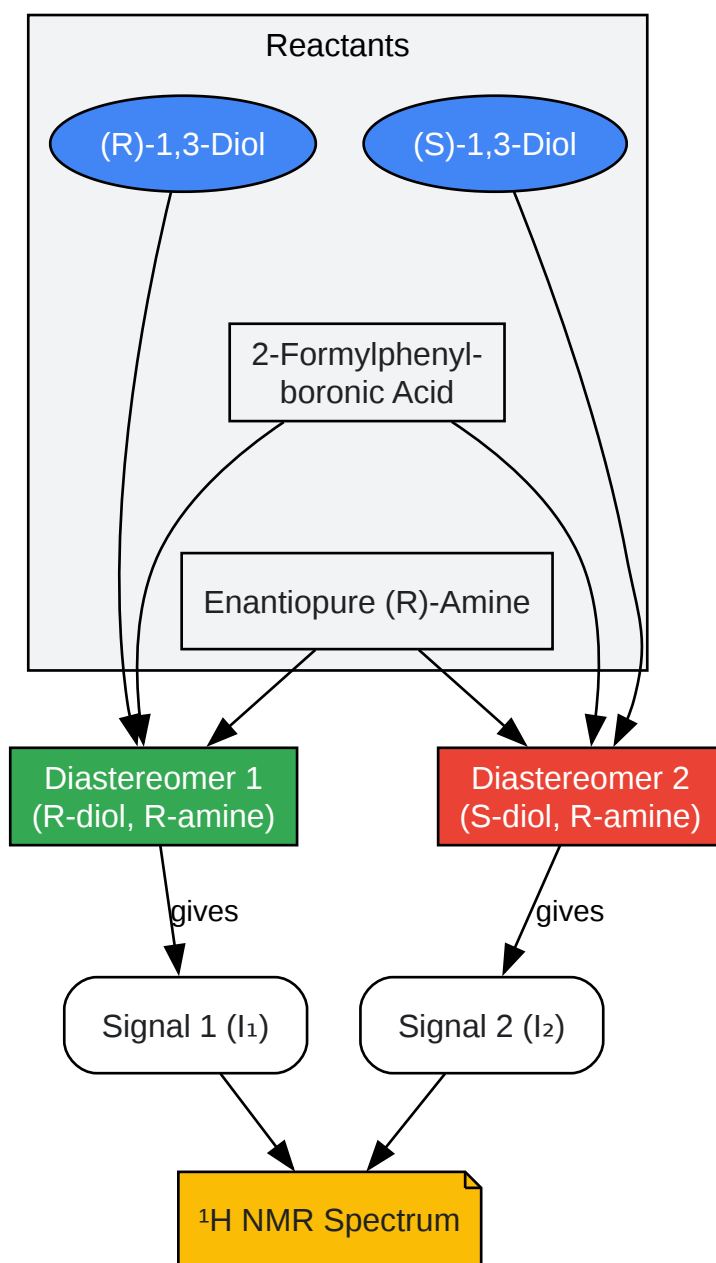 Reactants
(R)-1,3-Diol
(S)-1,3-Diol
2-Formylphenyl-
boronic Acid
Enantiopure (R)-Amine
Diastereomer 1
(R-diol, R-amine)
Diastereomer 2
(S-diol, R-amine)
gives
gives
Signal 1 (I₁)
Signal 2 (I₂)
¹H NMR Spectrum